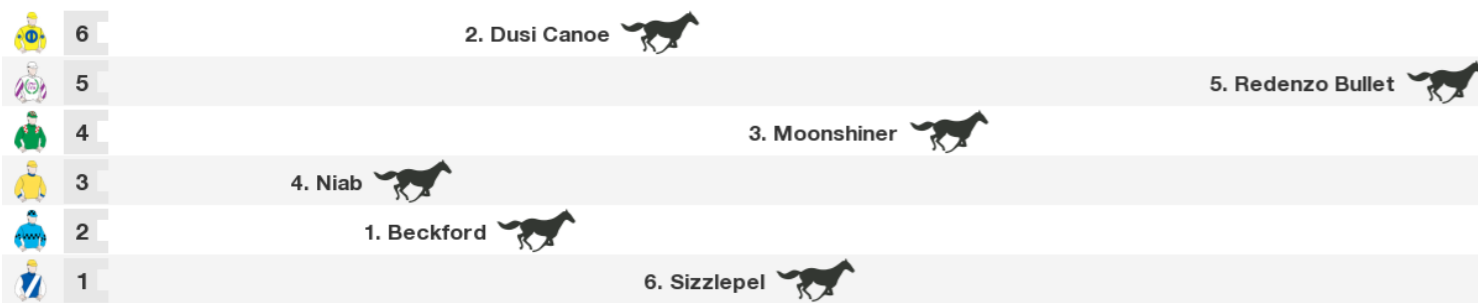 6 2. Dusi Canoe
5 5. Redenzo Bullet
4 3. Moonshiner
3 4. Niab
2 1. Beckford
1 6. Sizzlepel